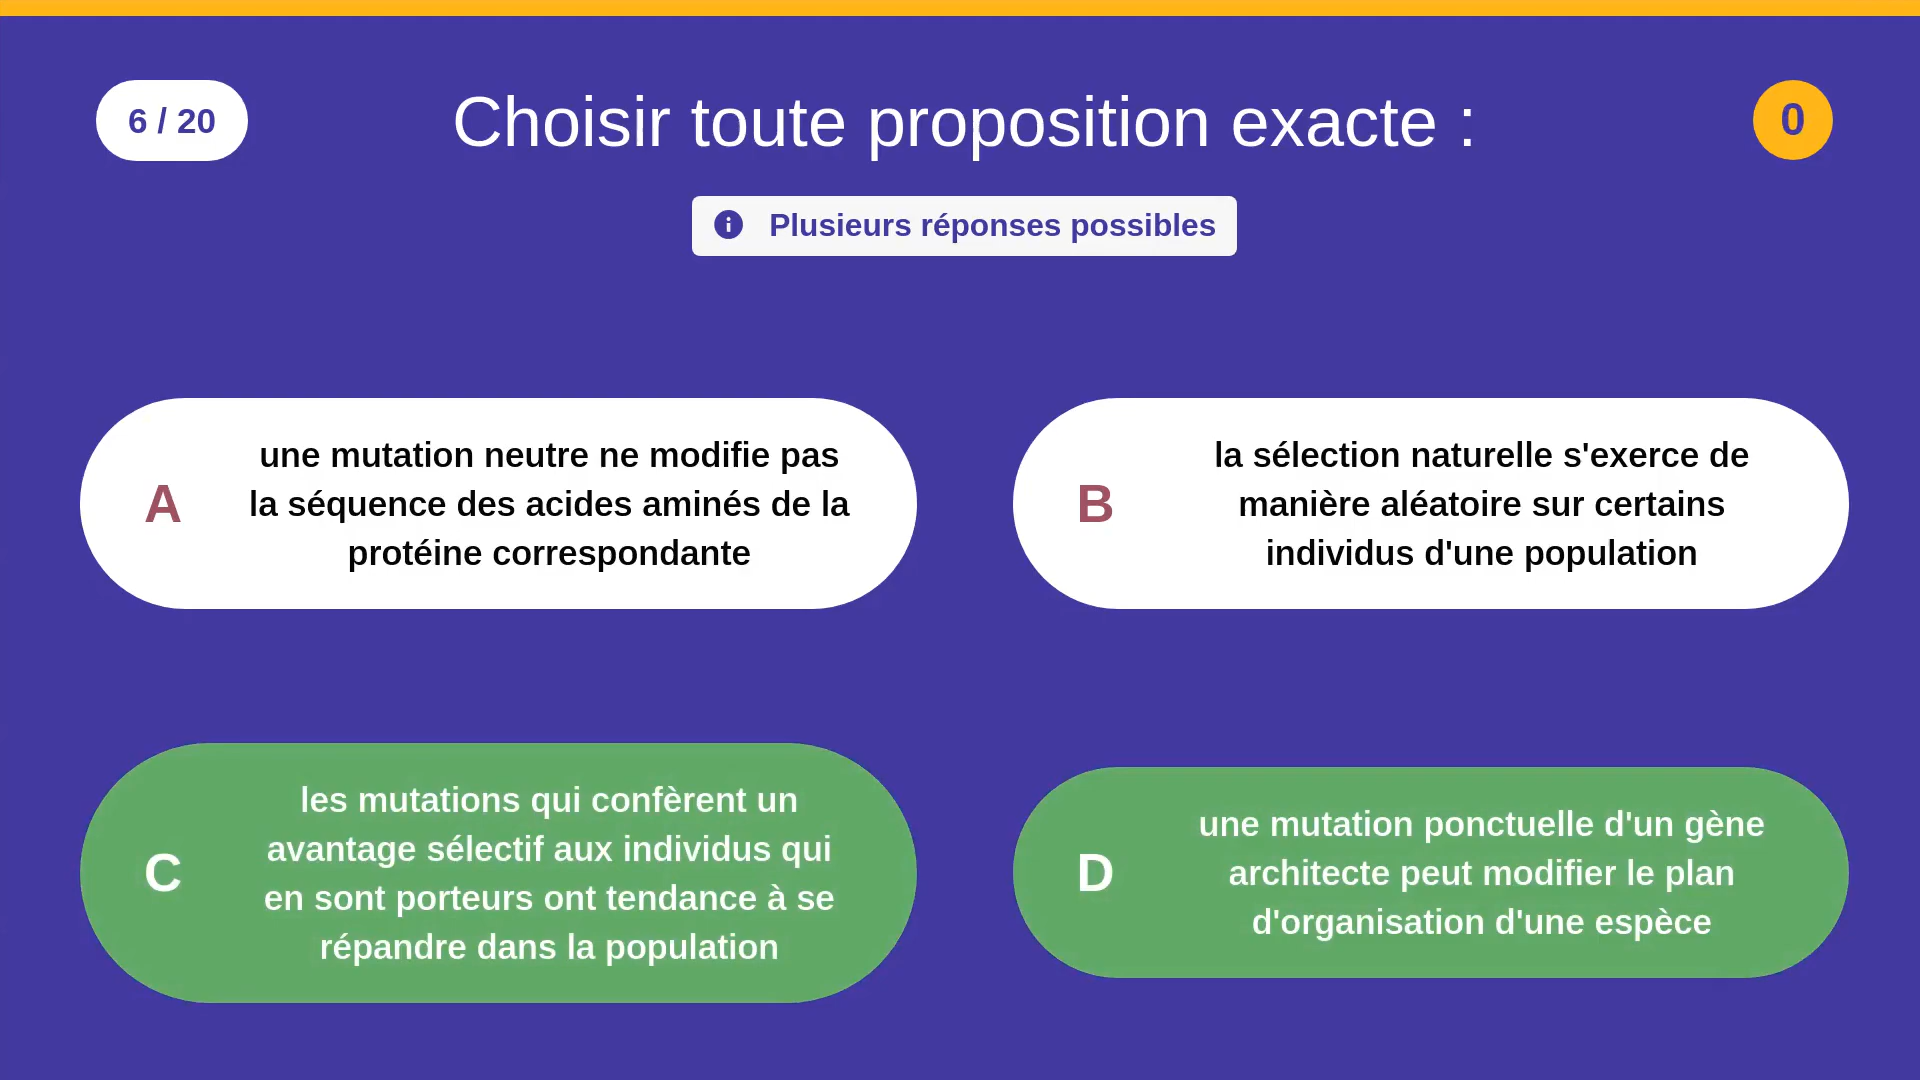 6 / 20
Choisir toute proposition exacte :
0
Plusieurs réponses possibles
A
une mutation neutre ne modifie pas
la séquence des acides aminés de la
protéine correspondante
B
la sélection naturelle s'exerce de
manière aléatoire sur certains
individus d'une population
C
les mutations qui confèrent un
avantage sélectif aux individus qui
en sont porteurs ont tendance à se
répandre dans la population
D
une mutation ponctuelle d'un gène
architecte peut modifier le plan
d'organisation d'une espèce